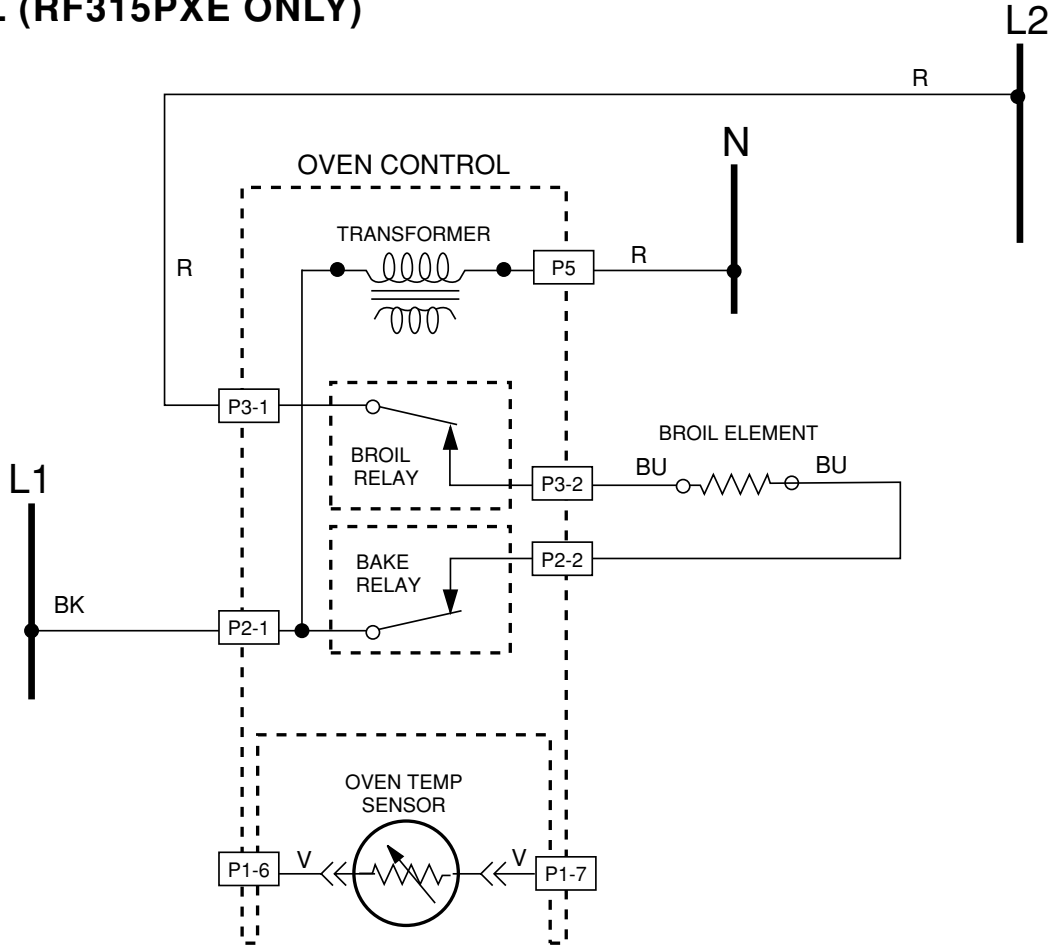 (RF315PXE ONLY)
L2
R
N
OVEN CONTROL
TRANSFORMER
P5
R
R
P3-1
BROIL
RELAY
BROIL ELEMENT
BU
BU
P3-2
L1
BAKE
RELAY
P2-2
BK
P2-1
OVEN TEMP
SENSOR
P1-6
V
V
P1-7